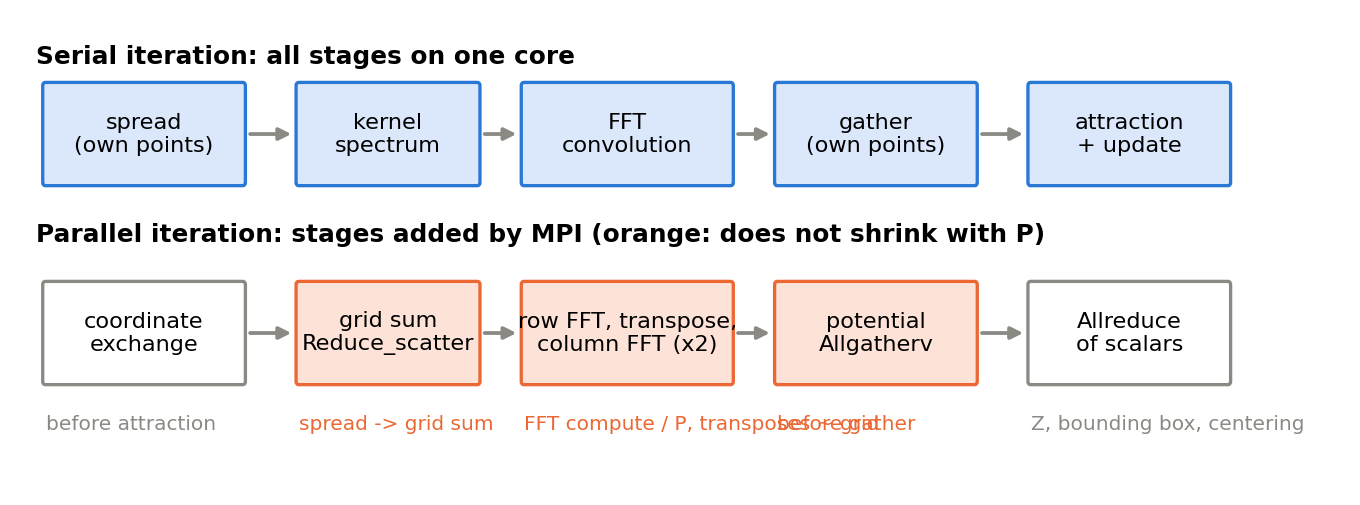 Serial iteration: all stages on one core
spread
(own points)
kernel
spectrum
FFT
convolution
gather
(own points)
attraction
+ update
Parallel iteration: stages added by MPI (orange: does not shrink with P)
coordinate
exchange
grid sum
Reduce_scatter
row FFT, transpose,
column FFT (x2)
potential
Allgatherv
Allreduce
of scalars
before attraction
spread -> grid sum
FFT compute / P, transposes ~ grid
before gather
Z, bounding box, centering